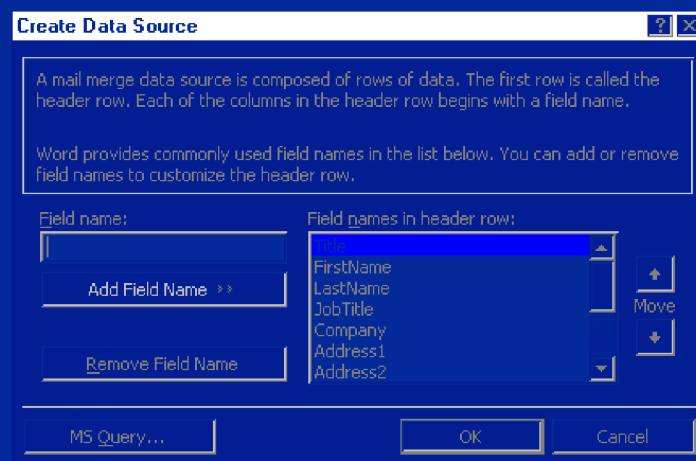 Create Data Source
A mail merge data source is composed of rows of data. The first row is called the
header row. Each of the columns in the header row begins with a field name.
Word provides commonly used field names in the list below. You can add or remove
field names to customize the header row.
Field name:
Field names in header row:
Title
FirstName
LastName
JobTitle
Company
Address1
Address2
Add Field Name >>
Remove Field Name
Move
MS Query...
OK
Cancel